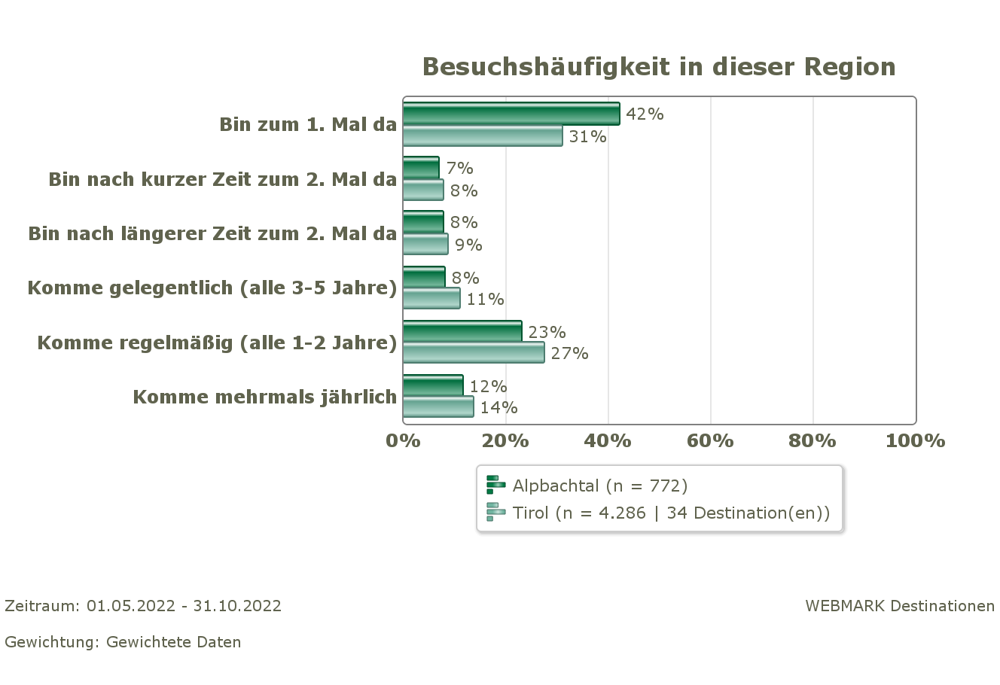 Besuchshäufigkeit in dieser Region
Bin zum 1. Mal da
42%
31%
Bin nach kurzer Zeit zum 2. Mal da
7%
8%
Bin nach längerer Zeit zum 2. Mal da
8%
9%
Komme gelegentlich (alle 3-5 Jahre)
8%
11%
Komme regelmäßig (alle 1-2 Jahre)
23%
27%
Komme mehrmals jährlich
12%
14%
0% 20% 40% 60% 80% 100%
Alpbachtal (n = 772)
Tirol (n = 4.286 | 34 Destination(en))
Zeitraum: 01.05.2022 - 31.10.2022
WEBMARK Destinationen
Gewichtung: Gewichtete Daten